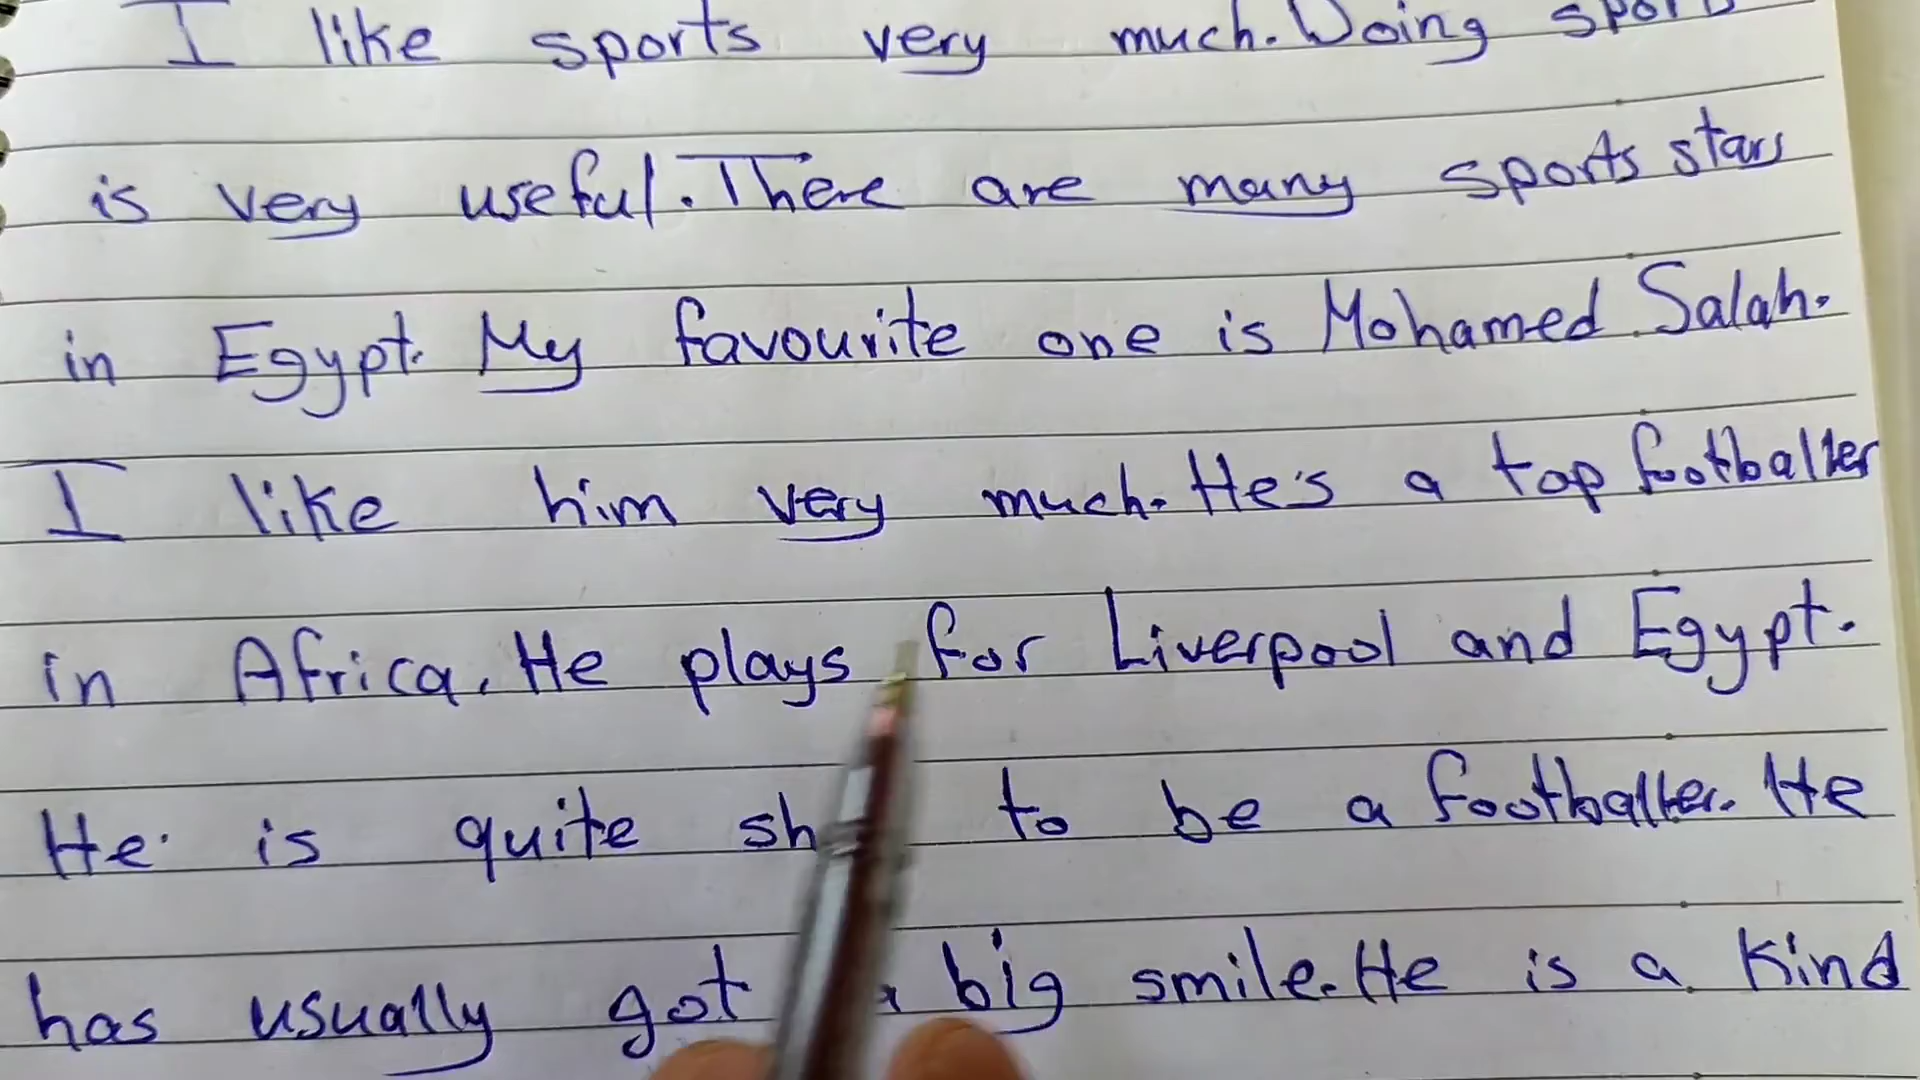 I like sports very much. Doing sports
is very useful. There are many sports stars
in Egypt. My favourite one is Mohamed Salah.
I like him very much. He's a top footballer
in Africa. He plays for Liverpool and Egypt.
He is quite to be a footballer. He
has usually got a big smile. He is a kind